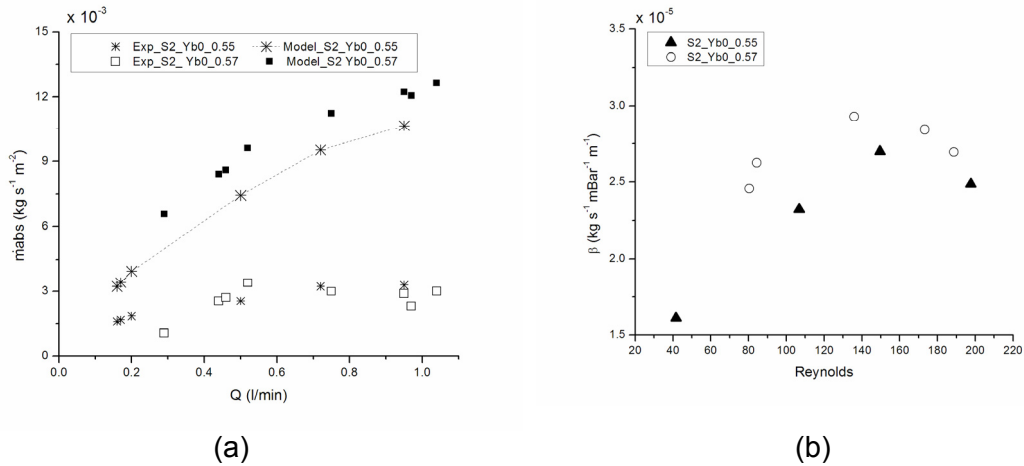 x 10⁻³
15
12
9
6
3
0
ṁabs (kg s⁻¹ m⁻²)
Exp_S2_Yb0_0.55
Model_S2_Yb0_0.55
Exp_S2_ Yb0_0.57
Model_S2 Yb0_0.57
0.0 0.2 0.4 0.6 0.8 1.0
Q (l/min)
(a)
x 10⁻⁵
3.5
3.0
2.5
2.0
1.5
β (kg s⁻¹ mBar⁻¹ m⁻¹)
S2_Yb0_0.55
S2_Yb0_0.57
20 40 60 80 100 120 140 160 180 200 220
Reynolds
(b)